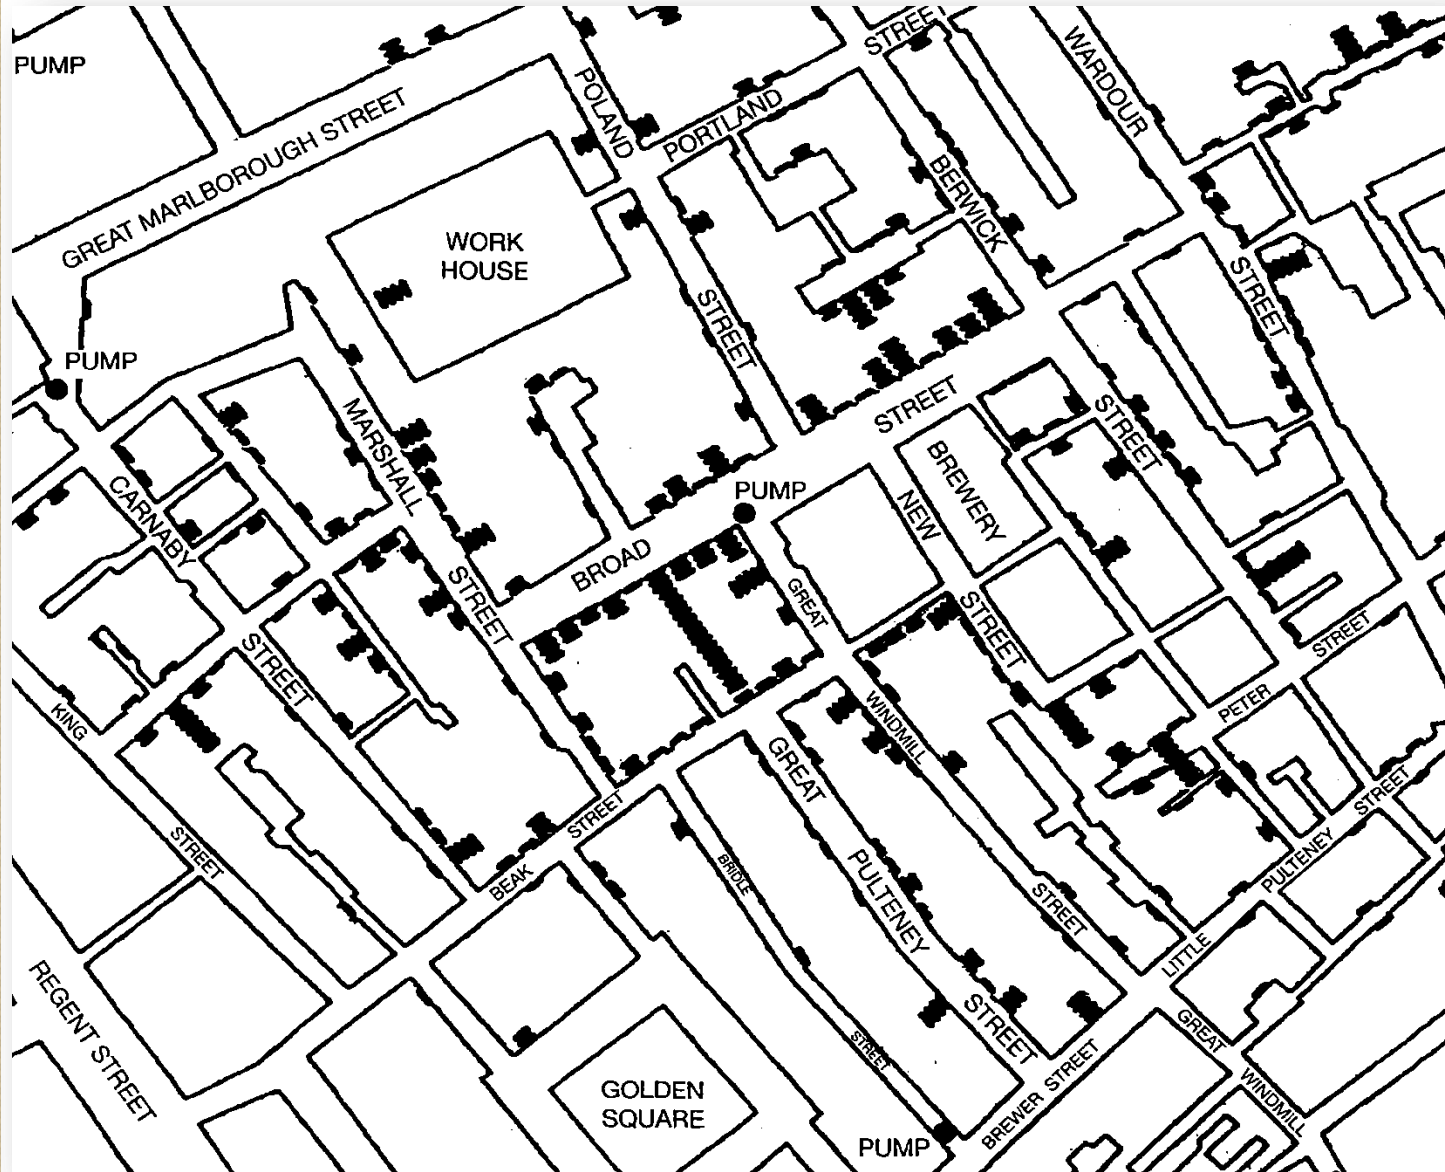 STREET
WARDOUR
PUMP
POLAND
PORTLAND
GREAT MARLBOROUGH STREET
BERWICK
WORK
HOUSE
STREET
STREET
PUMP
MARSHALL
STREET
STREET
BREWERY
CARNABY
PUMP
NEW
BROAD
STREET
GREAT
STREET
STREET
STREET
KING
WINDMILL
PETER
GREAT
STREET
STREET
STREET
BEAK
BRIDLE
PULTENEY
PULTENEY
STREET
LITTLE
REGENT STREET
STREET
STREET
GREAT
GOLDEN
SQUARE
BREWER STREET
WINDMILL
PUMP